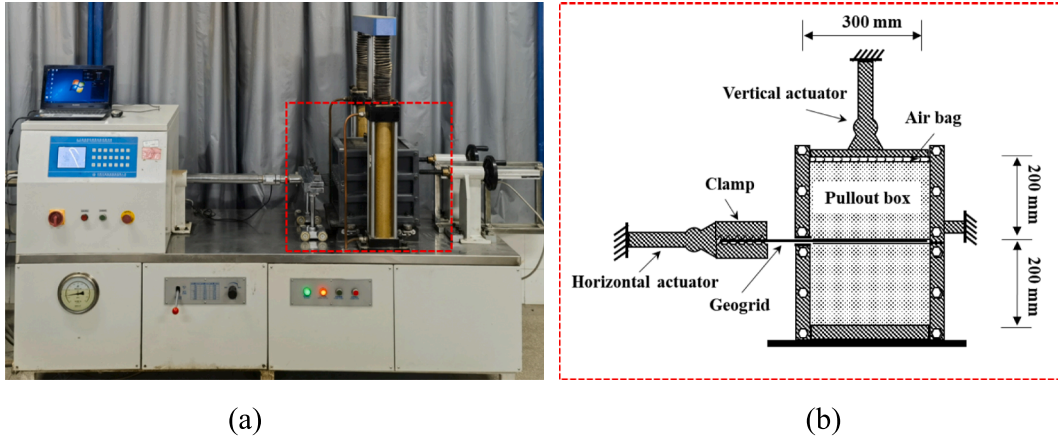 300 mm
Vertical actuator
Air bag
Clamp
Pullout box
200 mm
Horizontal actuator
Geogrid
200 mm
(a)
(b)